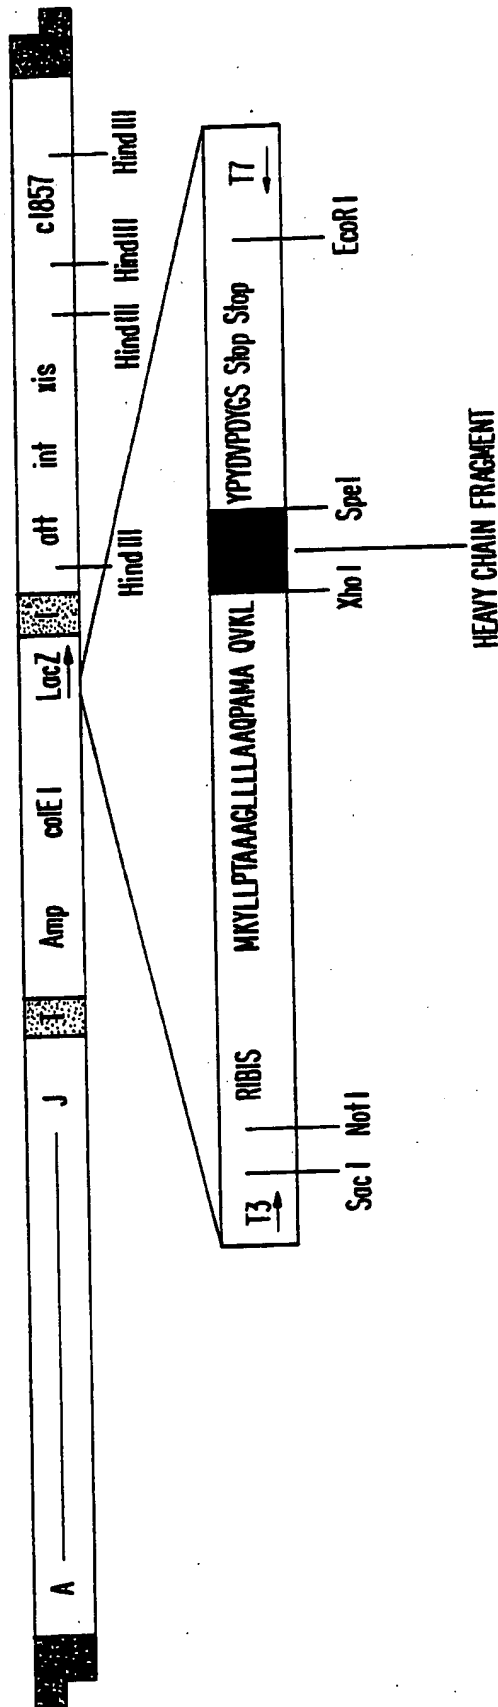 A J I Amp colE1 LacZ att int xis cI857
HindIII HindIII HindIII HindIII
T3 RIBIS MKYLLPTAAAGLLLLAAQPAMA QVKL YPYDVPDYGS Stop Stop T7
SacI NotI XhoI SpeI EcoRI
HEAVY CHAIN FRAGMENT